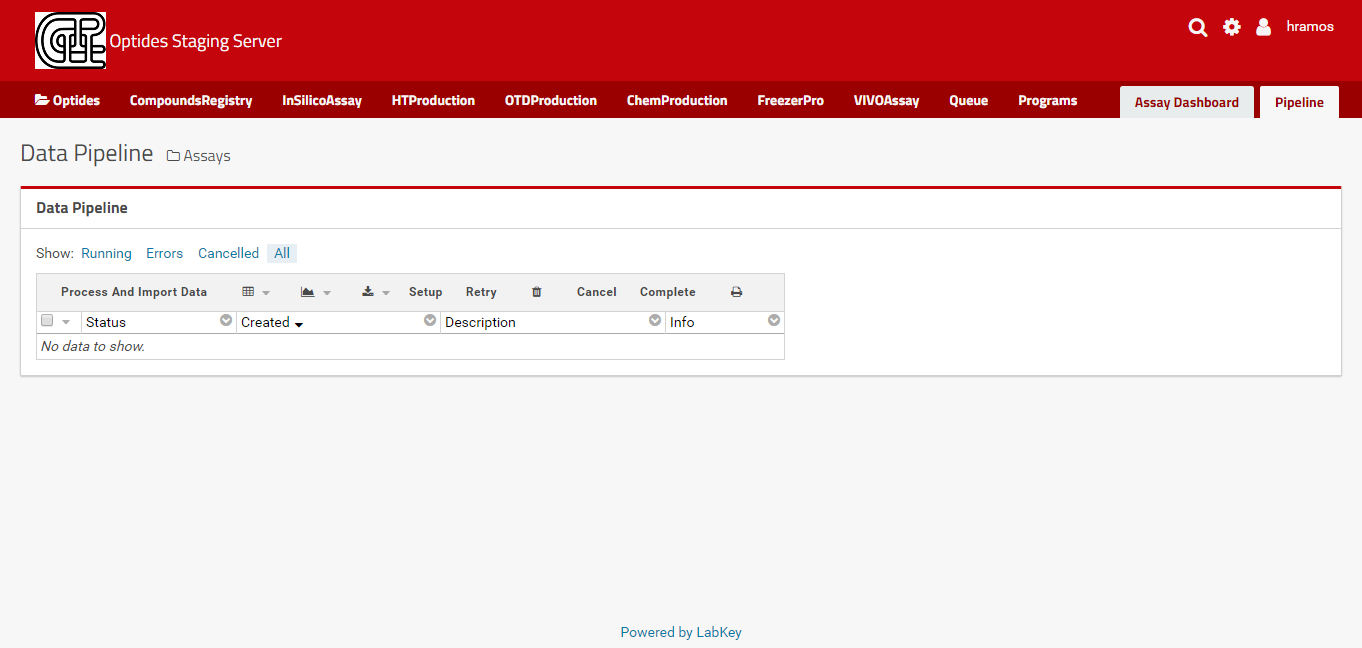 Optides Staging Server
hramos
Optides CompoundsRegistry InSilicoAssay HTProduction OTDProduction ChemProduction FreezerPro VIVOAssay Queue Programs Assay Dashboard Pipeline
Data Pipeline Assays
Data Pipeline
Show: Running Errors Cancelled All
Process And Import Data Setup Retry Cancel Complete
Status Created Description Info
No data to show.
Powered by LabKey